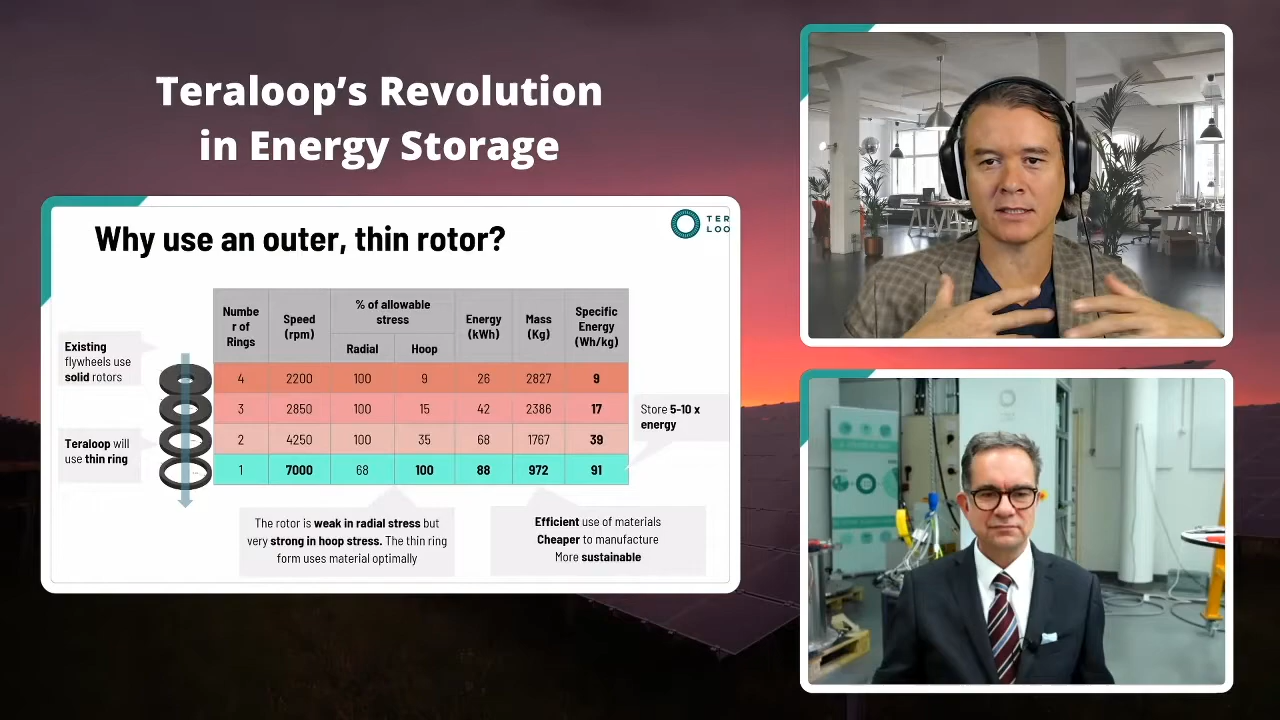 Teraloop's Revolution
in Energy Storage
Why use an outer, thin rotor?
TER
LOO
Existing
flywheels use
solid rotors
Teraloop will
use thin ring
Numbe
r of
Rings
Speed
(rpm)
% of allowable
stress
Radial
Hoop
Energy
(kWh)
Mass
(Kg)
Specific
Energy
(Wh/kg)
4 2200 100 9 26 2827 9
3 2850 100 15 42 2386 17
2 4250 100 35 68 1767 39
1 7000 68 100 88 972 91
Store 5-10 x
energy
The rotor is weak in radial stress but
very strong in hoop stress. The thin ring
form uses material optimally
Efficient use of materials
Cheaper to manufacture
More sustainable